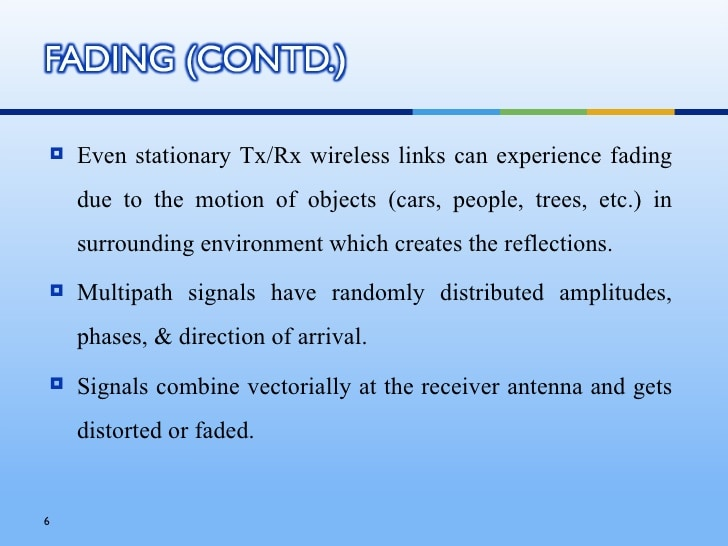 FADING (CONTD.)
Even stationary Tx/Rx wireless links can experience fading
due to the motion of objects (cars, people, trees, etc.) in
surrounding environment which creates the reflections.
Multipath signals have randomly distributed amplitudes,
phases, & direction of arrival.
Signals combine vectorially at the receiver antenna and gets
distorted or faded.
6